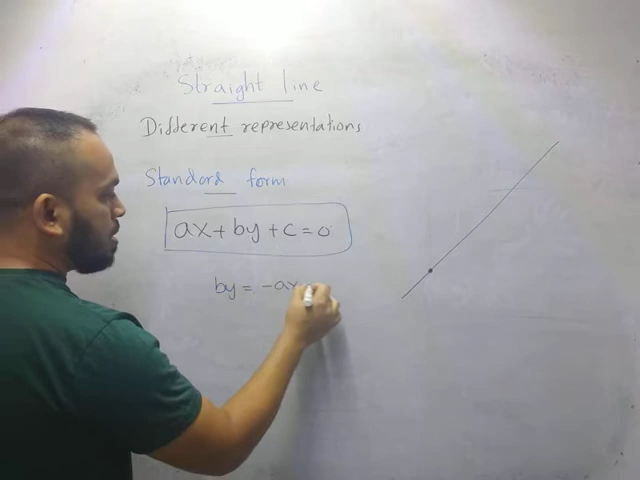 Straight line
Different representations
Standard form
ax+by+c=0
by = -ax